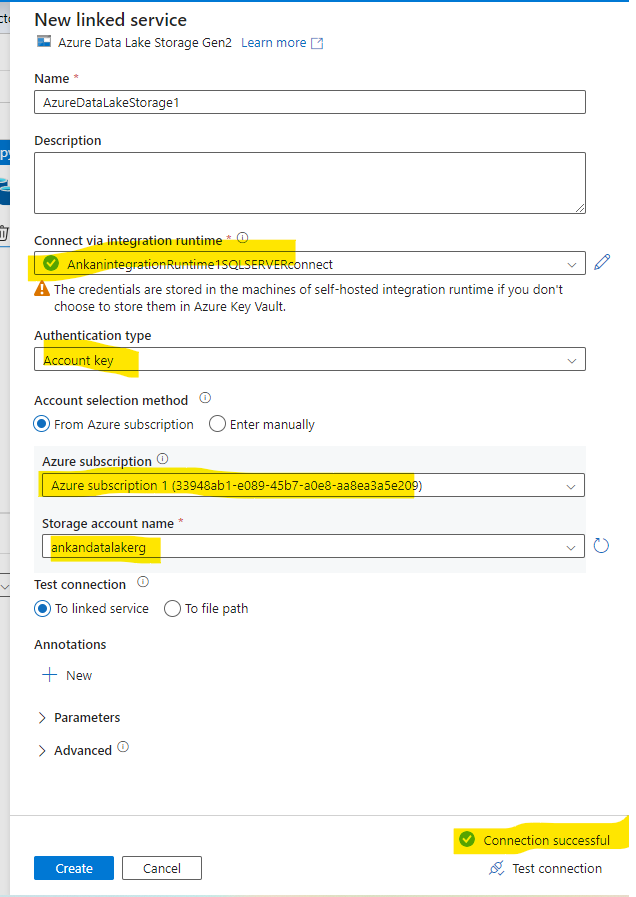 New linked service
Azure Data Lake Storage Gen2 Learn more
Name *
AzureDataLakeStorage1
Description
Connect via integration runtime *
AnkanintegrationRuntime1SQLSERVERconnect
The credentials are stored in the machines of self-hosted integration runtime if you don't
choose to store them in Azure Key Vault.
Authentication type
Account key
Account selection method
From Azure subscription Enter manually
Azure subscription
Azure subscription 1 (33948ab1-e089-45b7-a0e8-aa8ea3a5e209)
Storage account name *
ankandatalakerg
Test connection
To linked service To file path
Annotations
New
Parameters
Advanced
Connection successful
Create Cancel Test connection